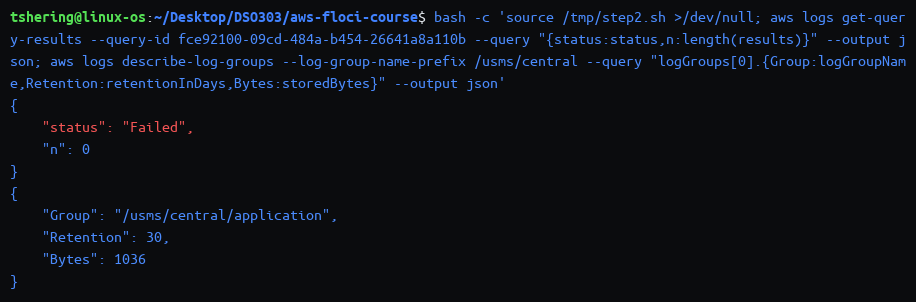 tshering@linux-os:~/Desktop/DSO303/aws-floci-course$ bash -c 'source /tmp/step2.sh >/dev/null; aws logs get-quer
y-results --query-id fce92100-09cd-484a-b454-26641a8a110b --query "{status:status,n:length(results)}" --output j
son; aws logs describe-log-groups --log-group-name-prefix /usms/central --query "logGroups[0].{Group:logGroupNam
e,Retention:retentionInDays,Bytes:storedBytes}" --output json'
{
    "status": "Failed",
    "n": 0
}
{
    "Group": "/usms/central/application",
    "Retention": 30,
    "Bytes": 1036
}